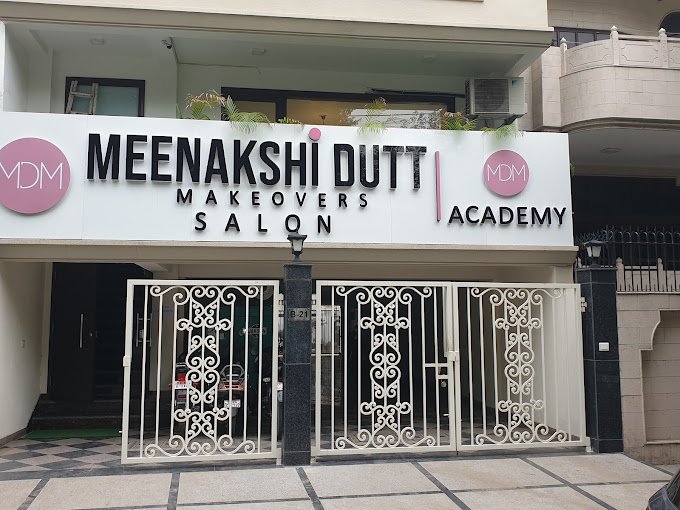 MDM
MEENAKSHI DUTT
MAKEOVERS
SALON
MDM
ACADEMY
B-21